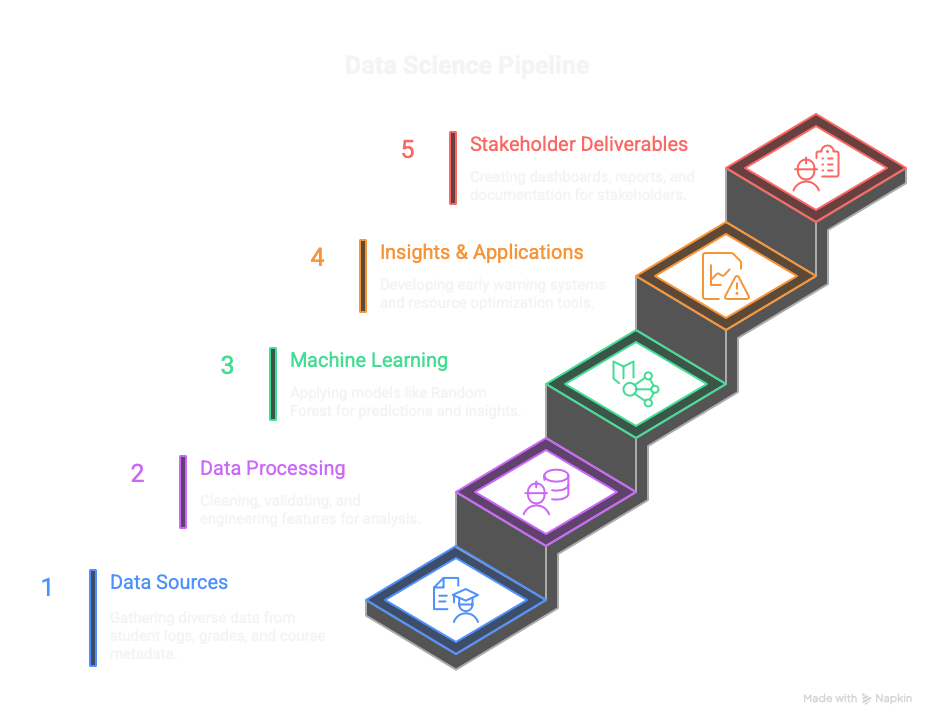 Data Science Pipeline
5
Stakeholder Deliverables
Creating dashboards, reports, and
documentation for stakeholders.
4
Insights & Applications
Developing early warning systems
and resource optimization tools.
3
Machine Learning
Applying models like Random
Forest for predictions and insights.
2
Data Processing
Cleaning, validating, and
engineering features for analysis.
1
Data Sources
Gathering diverse data from
student logs, grades, and course
metadata.
Made with Napkin